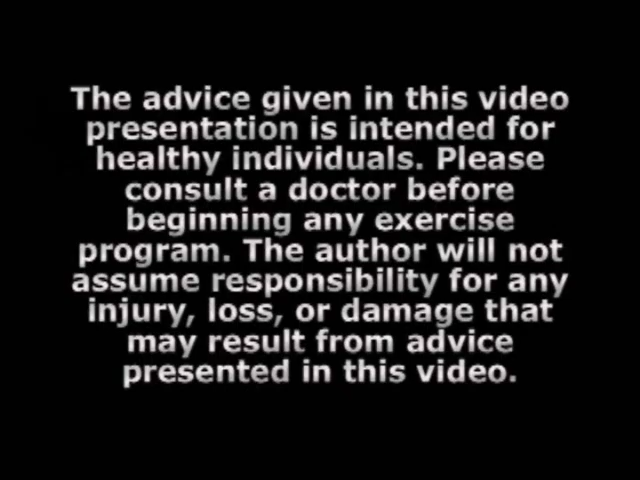 The advice given in this video
presentation is intended for
healthy individuals. Please
consult a doctor before
beginning any exercise
program. The author will not
assume responsibility for any
injury, loss, or damage that
may result from advice
presented in this video.